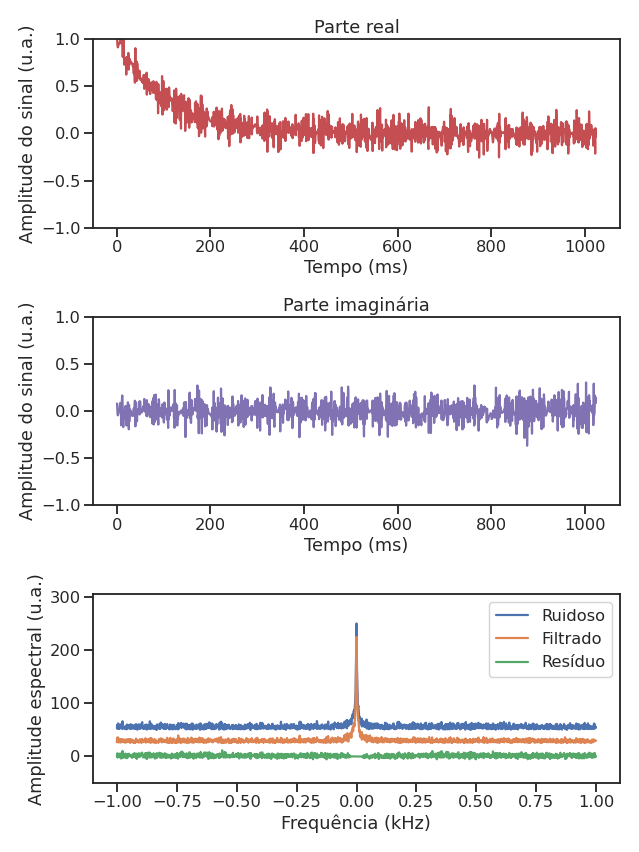 Parte real
Amplitude do sinal (u.a.)
1.0
0.5
0.0
−0.5
−1.0
0 200 400 600 800 1000
Tempo (ms)
Parte imaginária
Amplitude do sinal (u.a.)
1.0
0.5
0.0
−0.5
−1.0
0 200 400 600 800 1000
Tempo (ms)
Amplitude espectral (u.a.)
300
200
100
0
Ruidoso
Filtrado
Resíduo
−1.00 −0.75 −0.50 −0.25 0.00 0.25 0.50 0.75 1.00
Frequência (kHz)